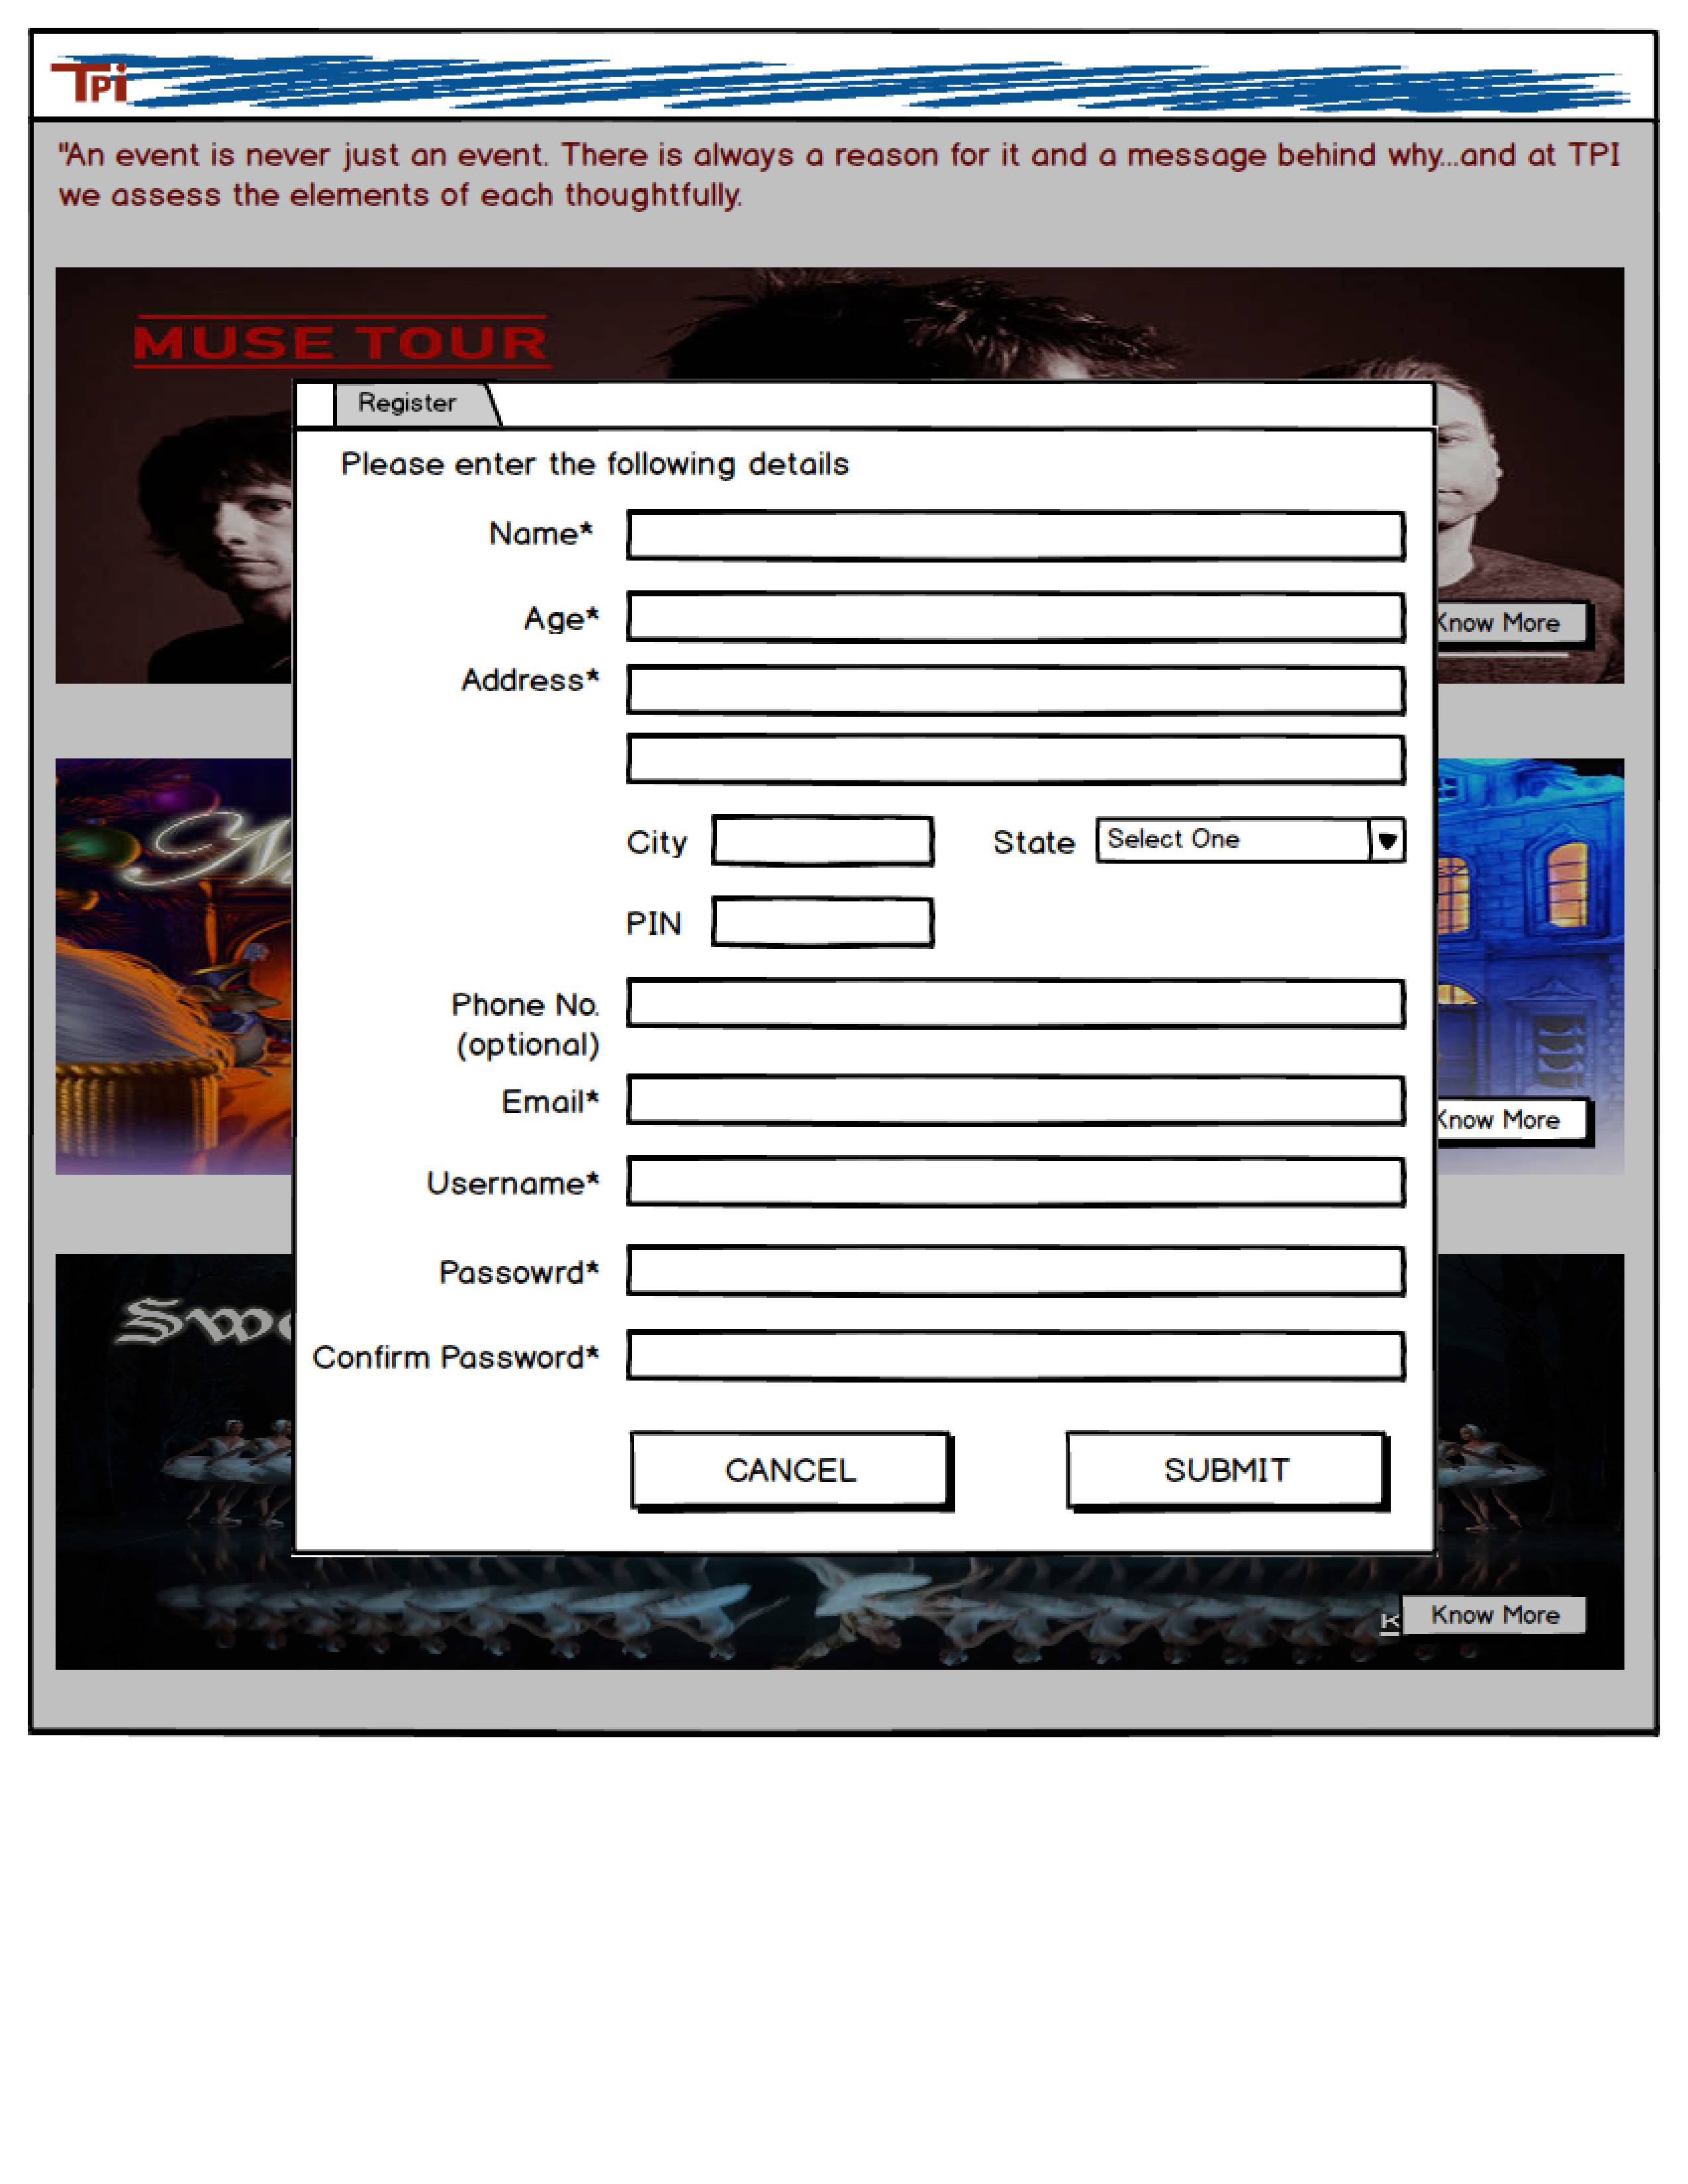 TPi
"An event is never just an event. There is always a reason for it and a message behind why...and at TPI
we assess the elements of each thoughtfully.
MUSE TOUR
Register
Please enter the following details
Name*
Age*
Know More
Address*
City
State
Select One
PIN
Phone No.
(optional)
Email*
Know More
Username*
Passowrd*
Confirm Password*
CANCEL
SUBMIT
Know More